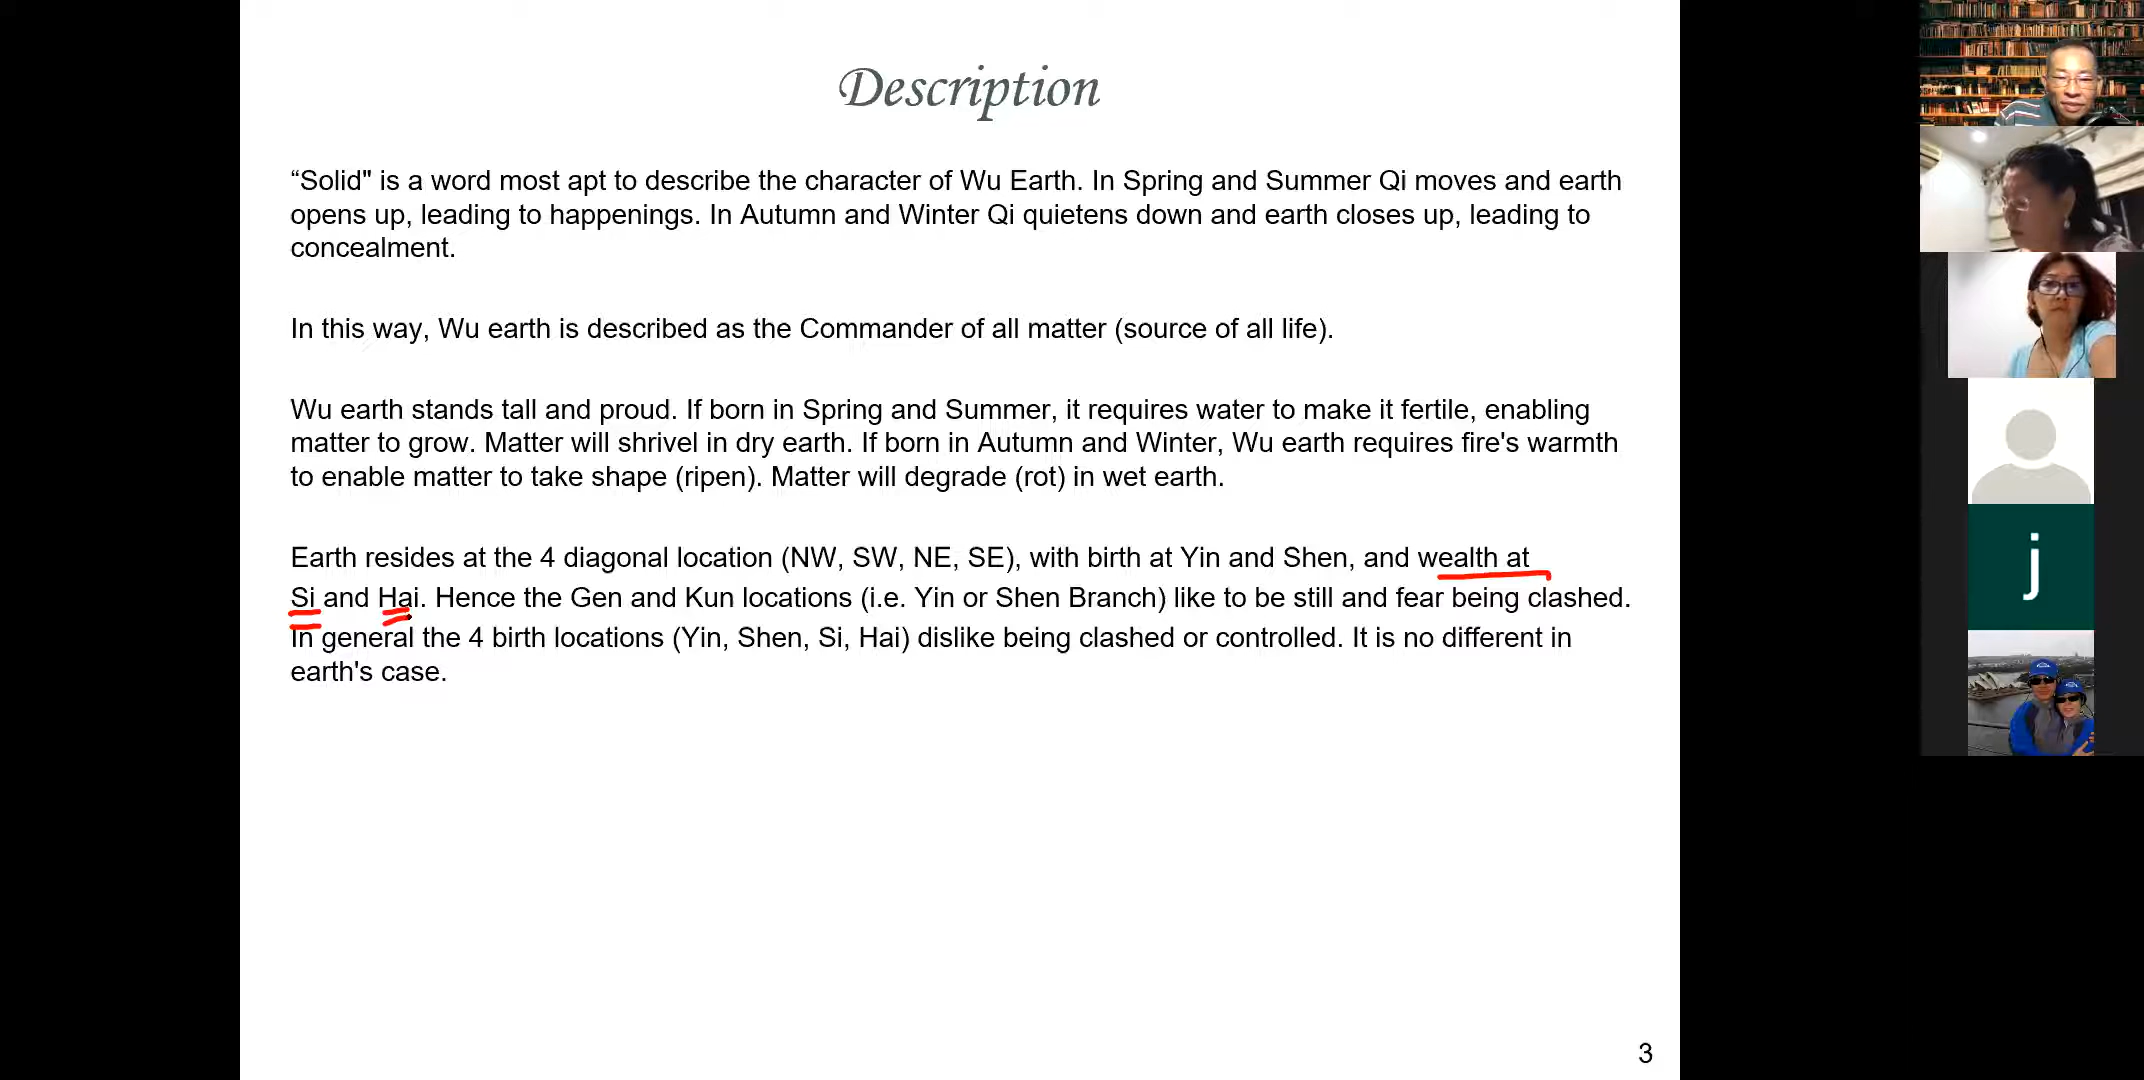 Description
“Solid" is a word most apt to describe the character of Wu Earth. In Spring and Summer Qi moves and earth
opens up, leading to happenings. In Autumn and Winter Qi quietens down and earth closes up, leading to
concealment.
In this way, Wu earth is described as the Commander of all matter (source of all life).
Wu earth stands tall and proud. If born in Spring and Summer, it requires water to make it fertile, enabling
matter to grow. Matter will shrivel in dry earth. If born in Autumn and Winter, Wu earth requires fire's warmth
to enable matter to take shape (ripen). Matter will degrade (rot) in wet earth.
Earth resides at the 4 diagonal location (NW, SW, NE, SE), with birth at Yin and Shen, and wealth at
Si and Hai. Hence the Gen and Kun locations (i.e. Yin or Shen Branch) like to be still and fear being clashed.
In general the 4 birth locations (Yin, Shen, Si, Hai) dislike being clashed or controlled. It is no different in
earth's case.
3
j